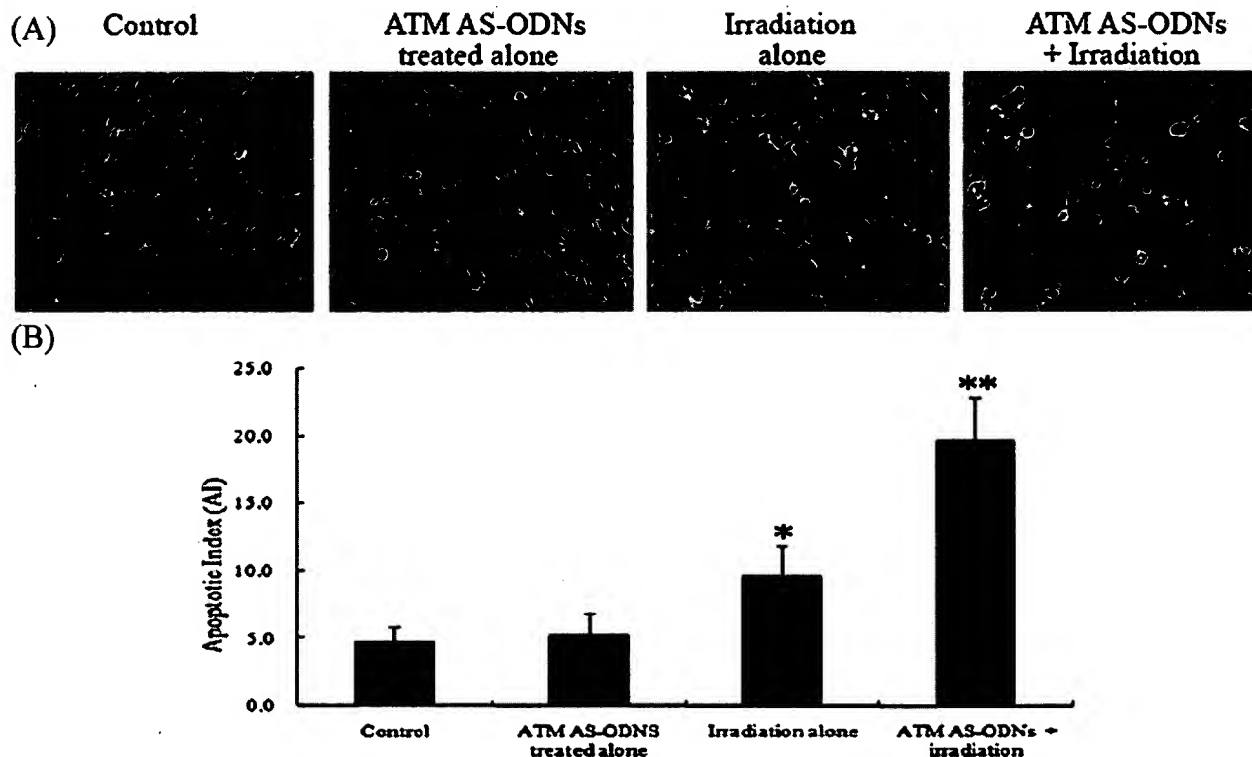 (A)
Control
ATM AS-ODNs
treated alone
Irradiation
alone
ATM AS-ODNs
+ Irradiation
(B)
Apoptotic Index (AI)
25.0
20.0
15.0
10.0
5.0
0.0
*
**
Control
ATM AS-ODNS
treated alone
Irradiation alone
ATM AS-ODNs +
irradiation